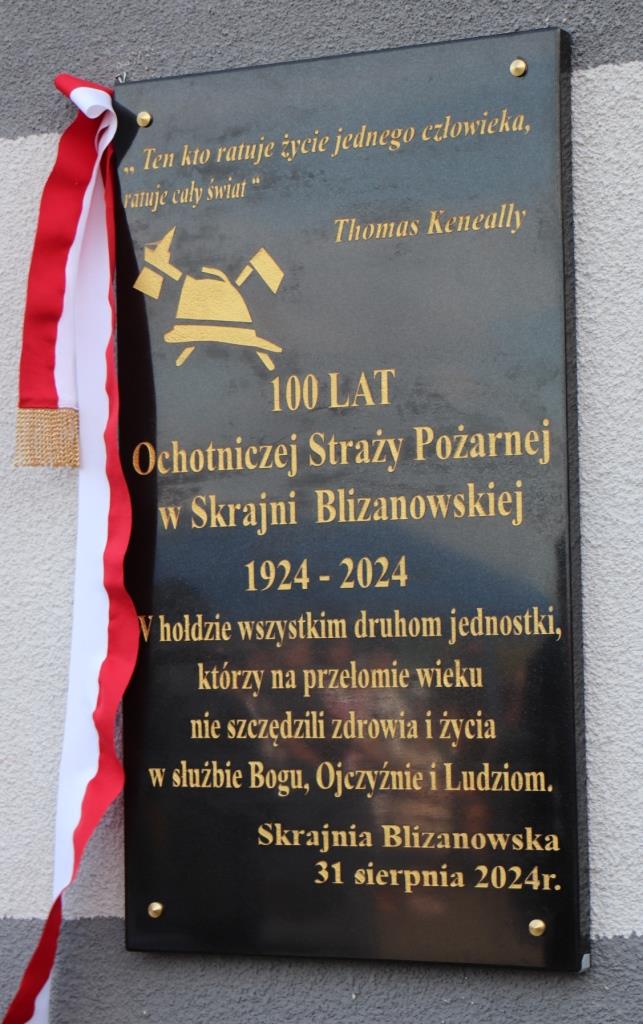 „ Ten kto ratuje życie jednego człowieka,
ratuje cały świat “
Thomas Keneally
100 LAT
Ochotniczej Straży Pożarnej
w Skrajni Blizanowskiej
1924 - 2024
W hołdzie wszystkim druhom jednostki,
którzy na przełomie wieku
nie szczędzili zdrowia i życia
w służbie Bogu, Ojczyźnie i Ludziom.
Skrajnia Blizanowska
31 sierpnia 2024r.